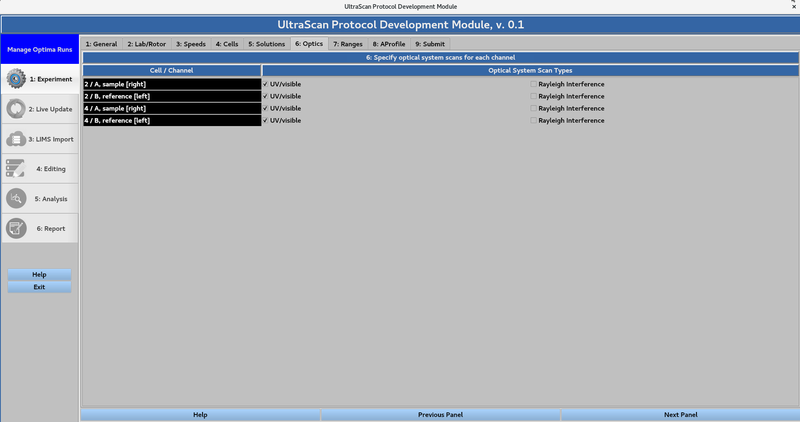 UltraScan Protocol Development Module
UltraScan Protocol Development Module, v. 0.1
Manage Optima Runs
1: Experiment
2: Live Update
3: LIMS Import
4: Editing
5: Analysis
6: Report
Help
Exit
1: General 2: Lab/Rotor 3: Speeds 4: Cells 5: Solutions 6: Optics 7: Ranges 8: AProfile 9: Submit
6: Specify optical system scans for each channel
Cell / Channel Optical System Scan Types
2 / A, sample [right] UV/visible Rayleigh Interference
2 / B, reference [left] UV/visible Rayleigh Interference
4 / A, sample [right] UV/visible Rayleigh Interference
4 / B, reference [left] UV/visible Rayleigh Interference
Help Previous Panel Next Panel